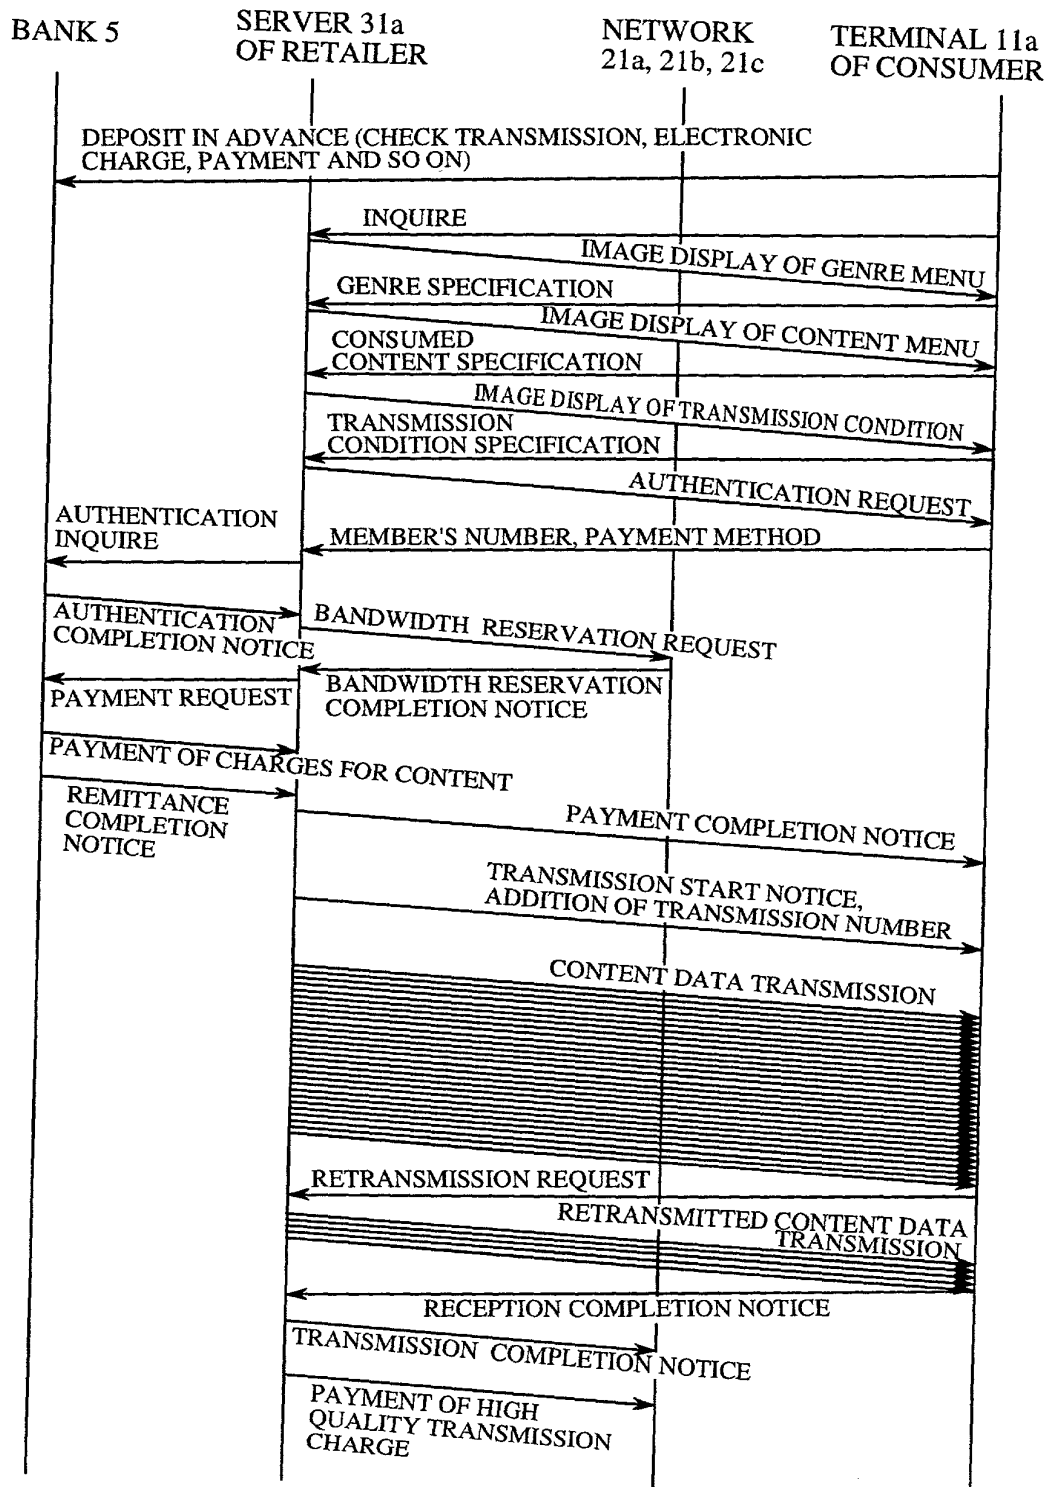 BANK 5
SERVER 31a
OF RETAILER
NETWORK
21a, 21b, 21c
TERMINAL 11a
OF CONSUMER
DEPOSIT IN ADVANCE (CHECK TRANSMISSION, ELECTRONIC
CHARGE, PAYMENT AND SO ON)
INQUIRE
IMAGE DISPLAY OF GENRE MENU
GENRE SPECIFICATION
IMAGE DISPLAY OF CONTENT MENU
CONSUMED
CONTENT SPECIFICATION
IMAGE DISPLAY OF TRANSMISSION CONDITION
TRANSMISSION
CONDITION SPECIFICATION
AUTHENTICATION REQUEST
AUTHENTICATION
INQUIRE
MEMBER'S NUMBER, PAYMENT METHOD
AUTHENTICATION
COMPLETION NOTICE
BANDWIDTH RESERVATION REQUEST
BANDWIDTH RESERVATION
COMPLETION NOTICE
PAYMENT REQUEST
PAYMENT OF CHARGES FOR CONTENT
REMITTANCE
COMPLETION
NOTICE
PAYMENT COMPLETION NOTICE
TRANSMISSION START NOTICE,
ADDITION OF TRANSMISSION NUMBER
CONTENT DATA TRANSMISSION
RETRANSMISSION REQUEST
RETRANSMITTED CONTENT DATA
TRANSMISSION
RECEPTION COMPLETION NOTICE
TRANSMISSION COMPLETION NOTICE
PAYMENT OF HIGH
QUALITY TRANSMISSION
CHARGE